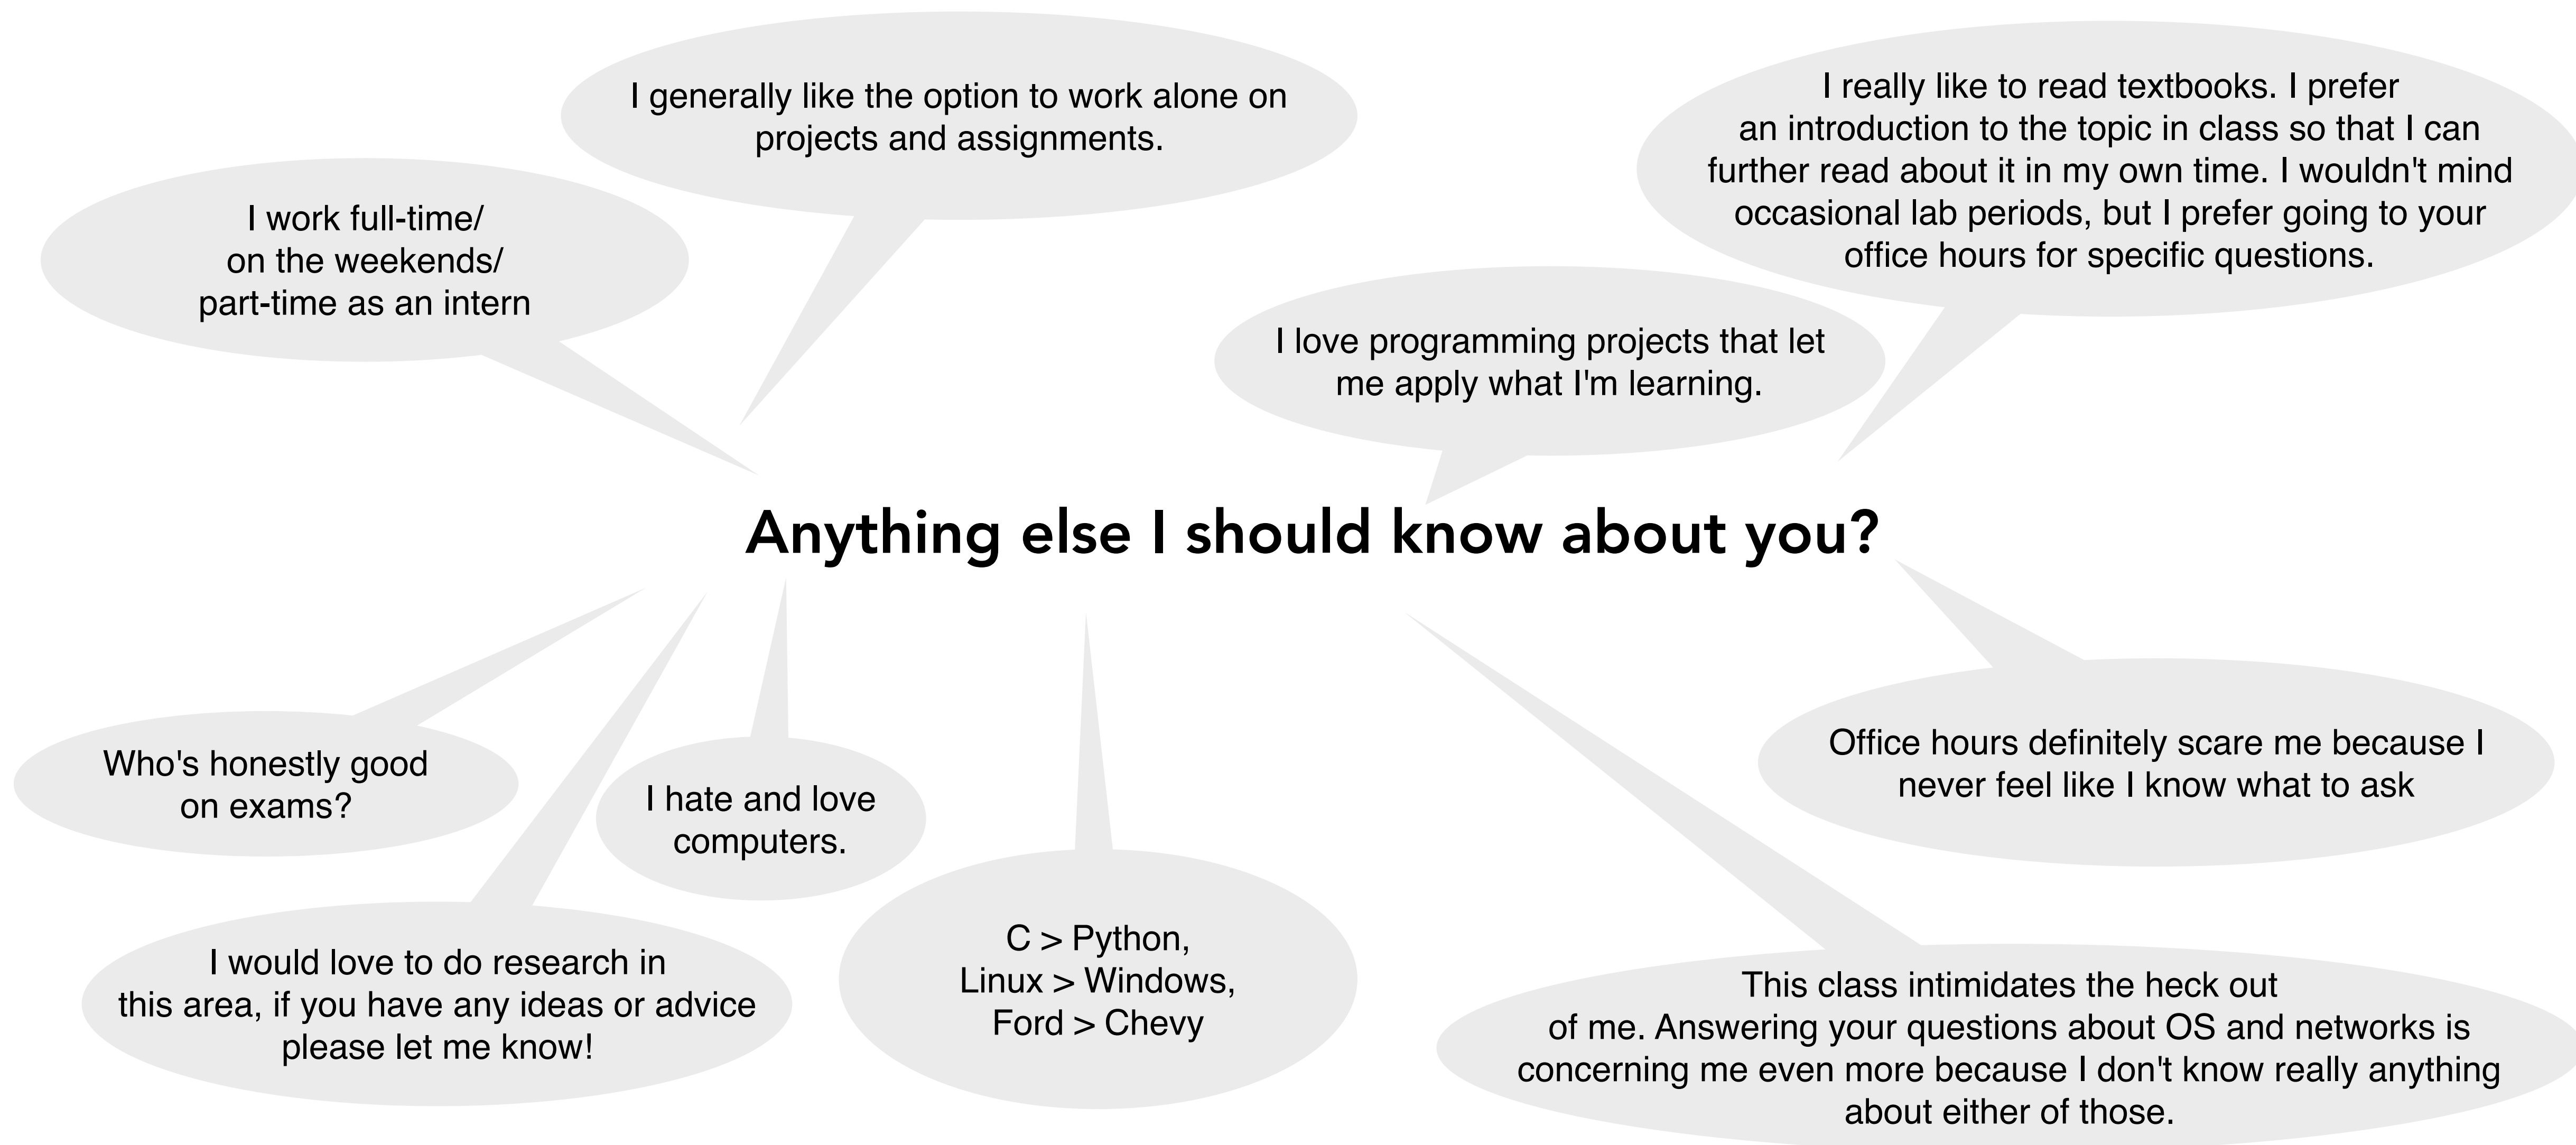 I generally like the option to work alone on
projects and assignments.
I really like to read textbooks. I prefer
an introduction to the topic in class so that I can
further read about it in my own time. I wouldn't mind
occasional lab periods, but I prefer going to your
office hours for specific questions.
I work full-time/
on the weekends/
part-time as an intern
I love programming projects that let
me apply what I'm learning.
Anything else I should know about you?
Who's honestly good
on exams?
I hate and love
computers.
Office hours definitely scare me because I
never feel like I know what to ask
I would love to do research in
this area, if you have any ideas or advice
please let me know!
C > Python,
Linux > Windows,
Ford > Chevy
This class intimidates the heck out
of me. Answering your questions about OS and networks is
concerning me even more because I don't know really anything
about either of those.